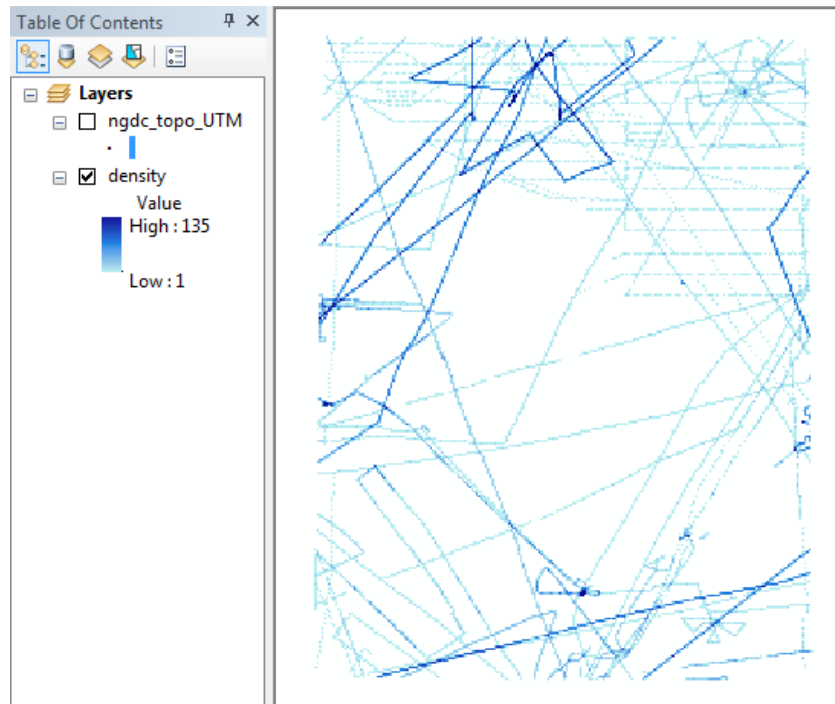 Table Of Contents
Layers
ngdc_topo_UTM
density
Value
High : 135
Low : 1